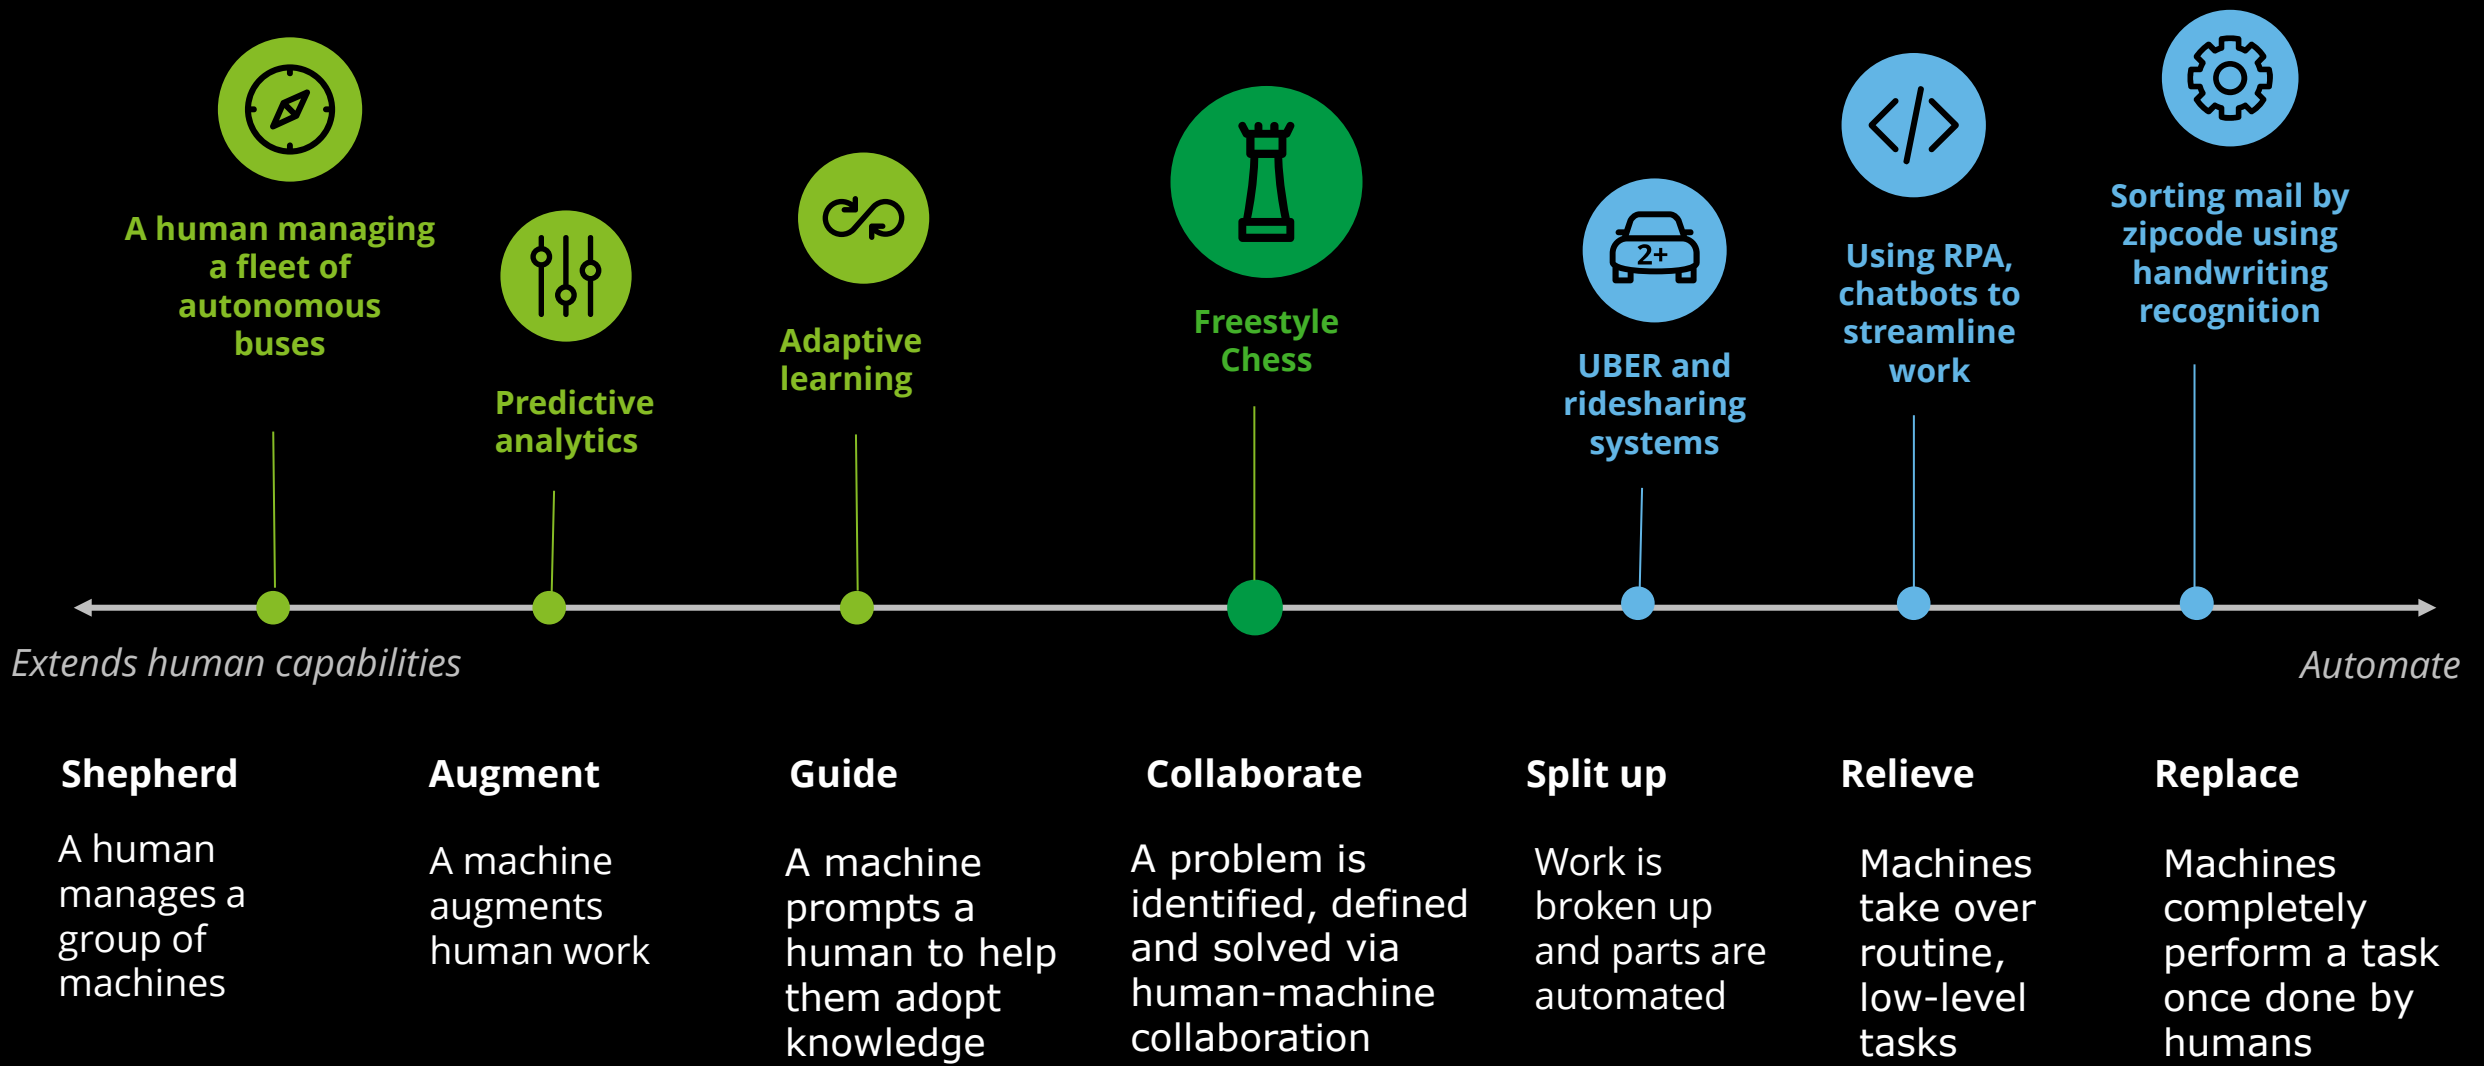 A human managing
a fleet of
autonomous
buses
Predictive
analytics
Adaptive
learning
Freestyle
Chess
2+
UBER and
ridesharing
systems
Using RPA,
chatbots to
streamline
work
Sorting mail by
zipcode using
handwriting
recognition
Extends human capabilities
Automate
Shepherd
A human
manages a
group of
machines
Augment
A machine
augments
human work
Guide
A machine
prompts a
human to help
them adopt
knowledge
Collaborate
A problem is
identified, defined
and solved via
human-machine
collaboration
Split up
Work is
broken up
and parts are
automated
Relieve
Machines
take over
routine,
low-level
tasks
Replace
Machines
completely
perform a task
once done by
humans